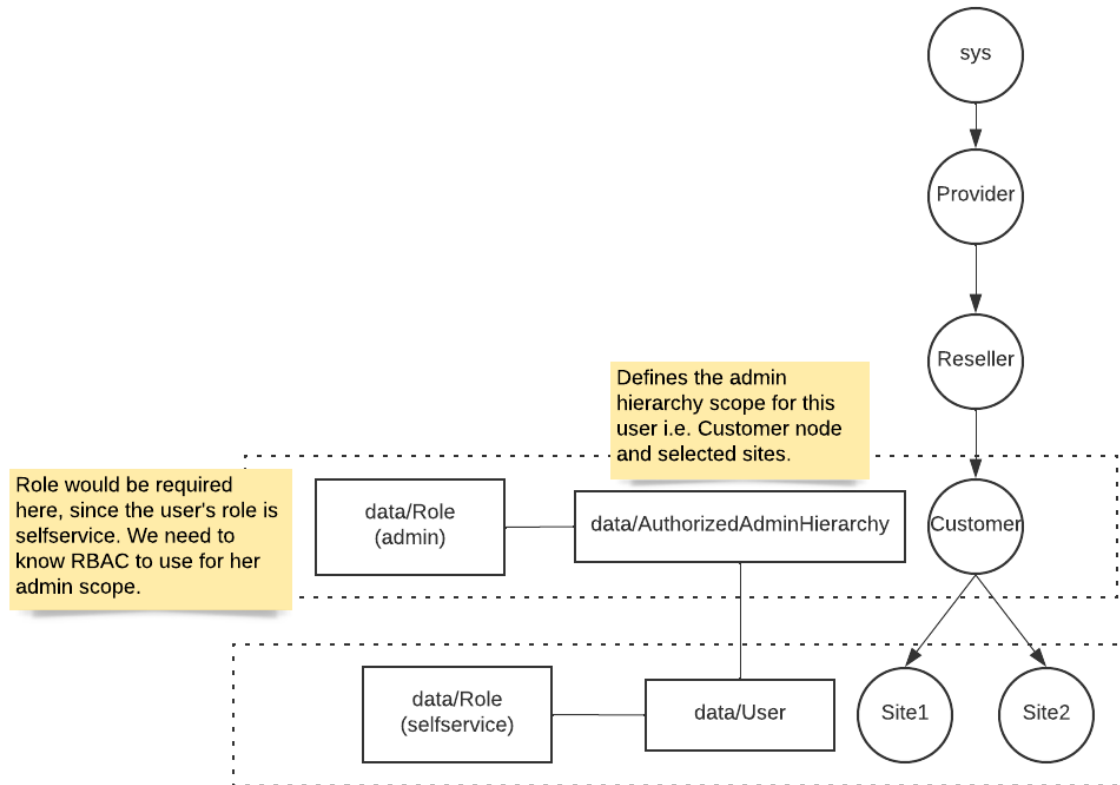 sys
Provider
Reseller
Defines the admin
hierarchy scope for this
user i.e. Customer node
and selected sites.
Role would be required
here, since the user's role is
selfservice. We need to
know RBAC to use for her
admin scope.
data/Role
(admin)
data/AuthorizedAdminHierarchy
Customer
data/Role
(selfservice)
data/User
Site1
Site2